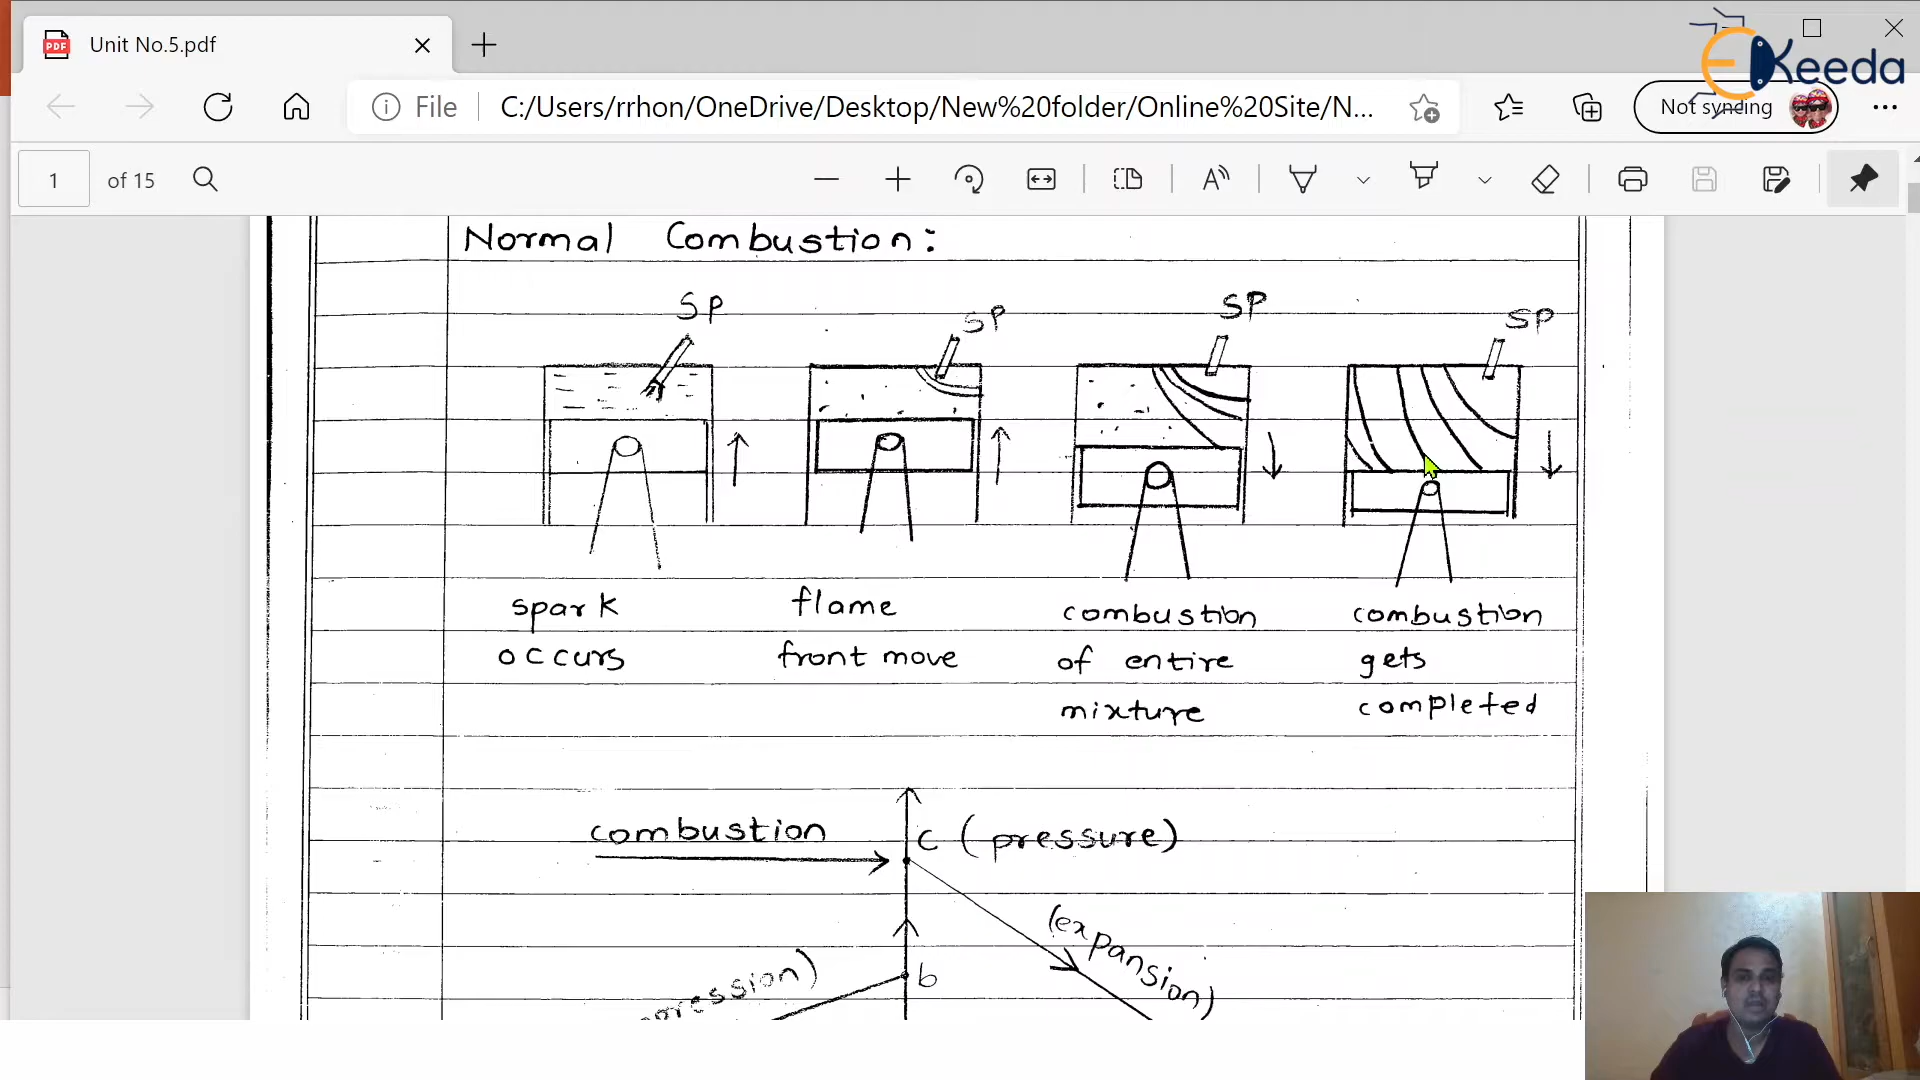 Unit No.5.pdf
EKeeda
File
C:/Users/rrhon/OneDrive/Desktop/New%20folder/Online%20Site/N...
Not syncing
1 of 15
Normal Combustion:
SP SP SP SP
spark occurs
flame front move
combustion of entire mixture
combustion gets completed
combustion
c (pressure)
(expansion)
pression)
b